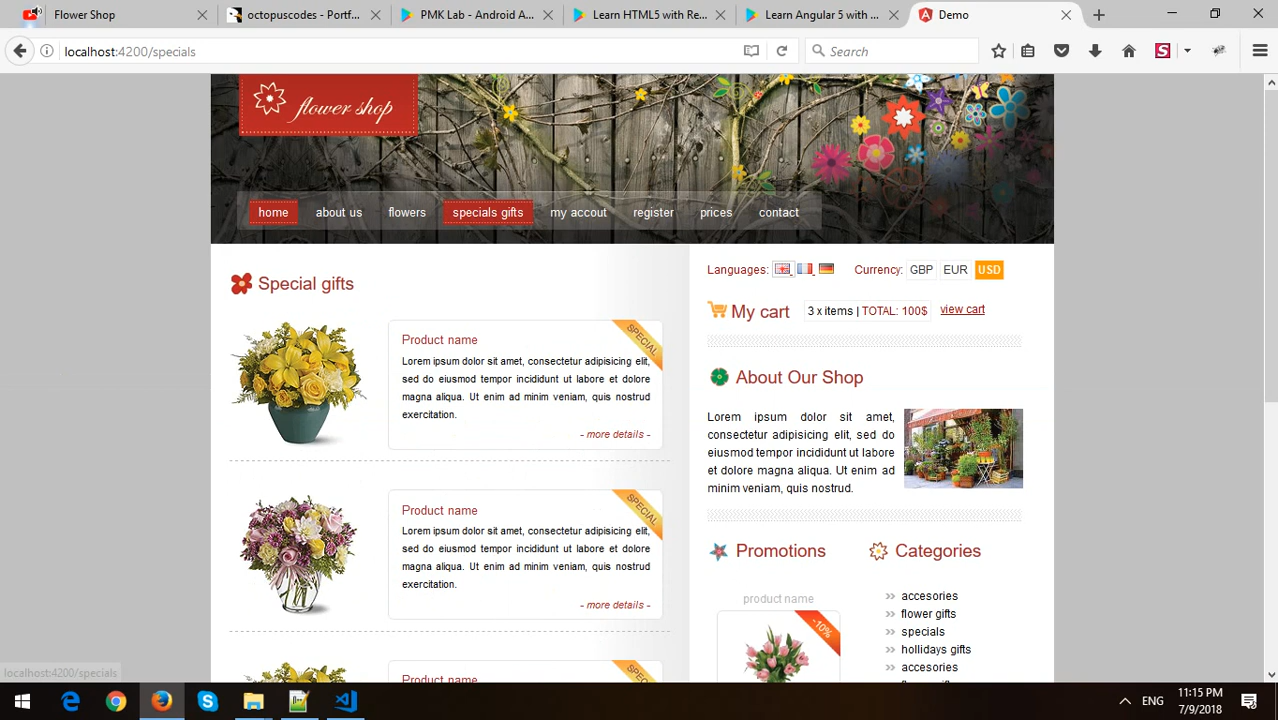 Flower Shop
octopuscodes - Portf...
PMK Lab - Android A...
Learn HTML5 with Re...
Learn Angular 5 with ...
Demo
localhost:4200/specials
Search
flower shop
home about us flowers specials gifts my accout register prices contact
Special gifts
Product name
SPECIAL
Lorem ipsum dolor sit amet, consectetur adipisicing elit,
sed do eiusmod tempor incididunt ut labore et dolore
magna aliqua. Ut enim ad minim veniam, quis nostrud
exercitation.
- more details -
Product name
SPECIAL
Lorem ipsum dolor sit amet, consectetur adipisicing elit,
sed do eiusmod tempor incididunt ut labore et dolore
magna aliqua. Ut enim ad minim veniam, quis nostrud
exercitation.
- more details -
Product name
Languages: Currency: GBP EUR USD
My cart 3 x items | TOTAL: 100$ view cart
About Our Shop
Lorem ipsum dolor sit amet,
consectetur adipisicing elit, sed do
eiusmod tempor incididunt ut labore
et dolore magna aliqua. Ut enim ad
minim veniam, quis nostrud.
Promotions
product name
-10%
Categories
accesories
flower gifts
specials
hollidays gifts
accesories
localhost:4200/specials
ENG
11:15 PM
7/9/2018